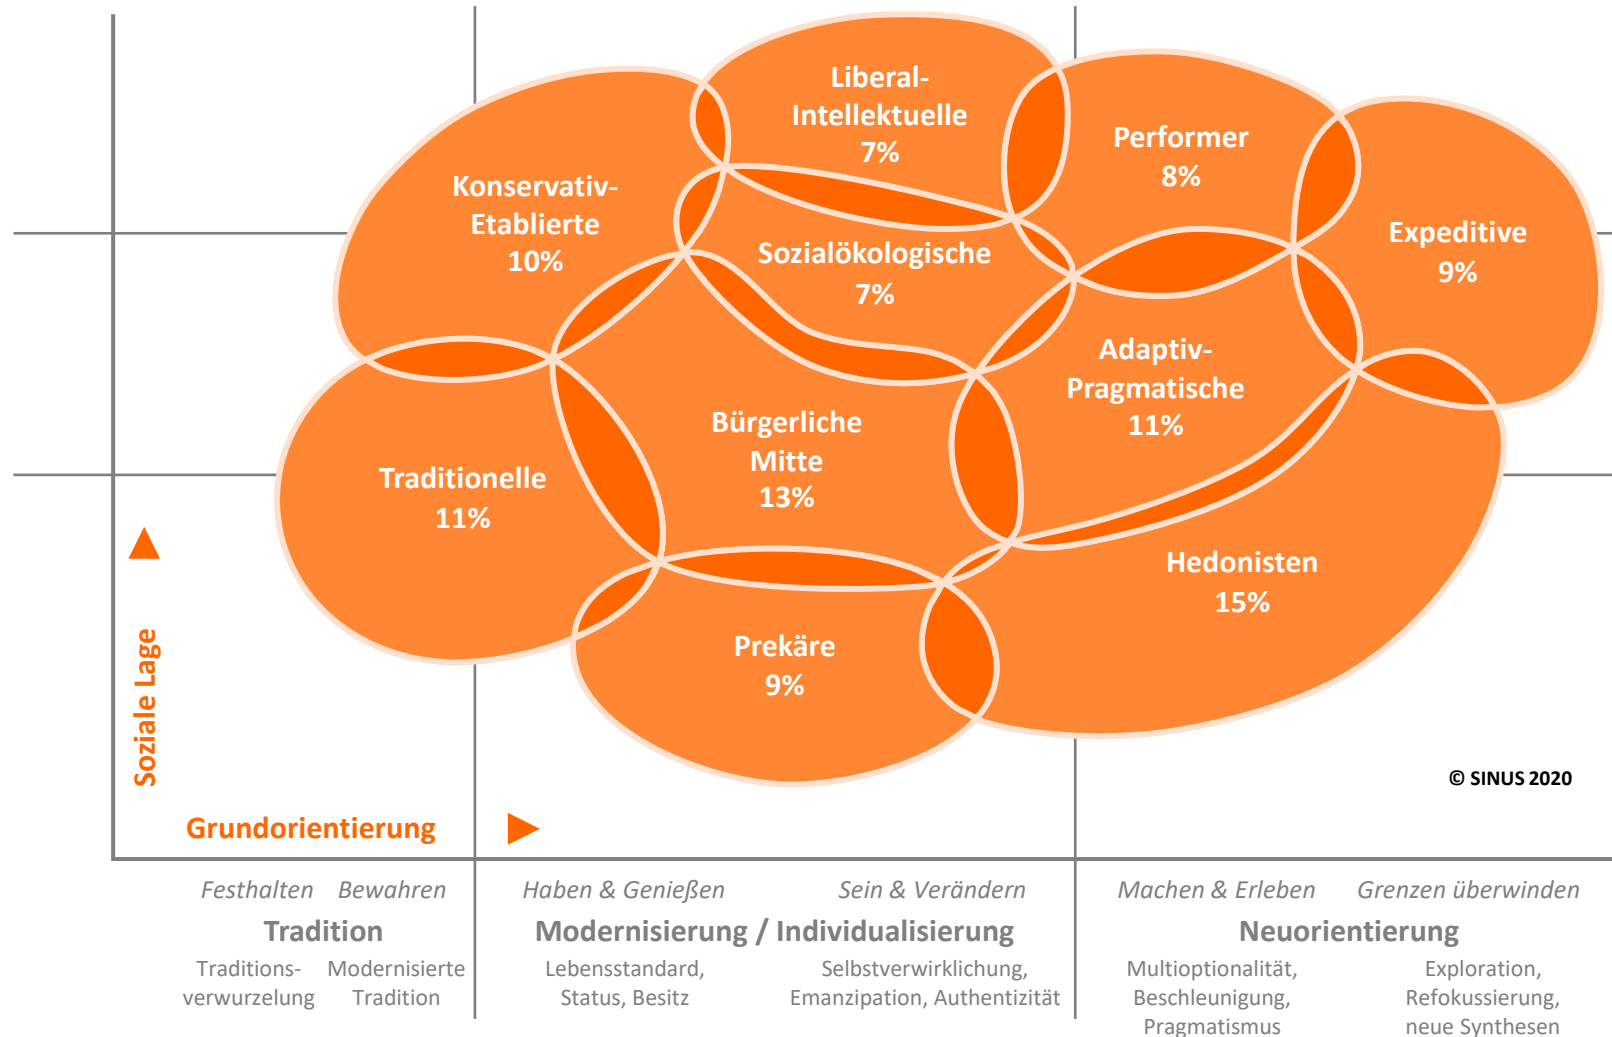 Liberal-
Intellektuelle
7%
Performer
8%
Konservativ-
Etablierte
10%
Sozialökologische
7%
Expeditive
9%
Adaptiv-
Pragmatische
11%
Bürgerliche
Mitte
13%
Traditionelle
11%
Hedonisten
15%
Prekäre
9%
Soziale Lage
© SINUS 2020
Grundorientierung
Festhalten Bewahren
Haben & Genießen
Sein & Verändern
Machen & Erleben
Grenzen überwinden
Tradition
Modernisierung / Individualisierung
Neuorientierung
Traditions-
verwurzelung
Modernisierte
Tradition
Lebensstandard,
Status, Besitz
Selbstverwirklichung,
Emanzipation, Authentizität
Multioptionalität,
Beschleunigung,
Pragmatismus
Exploration,
Refokussierung,
neue Synthesen